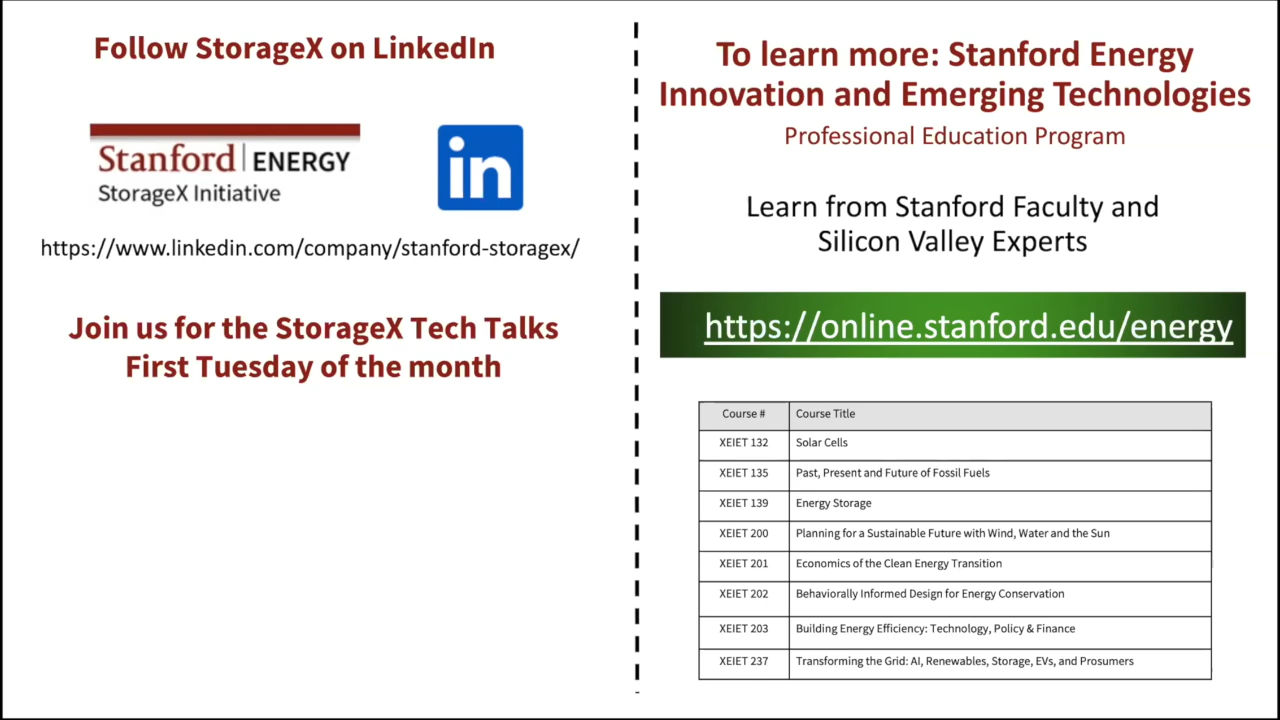 Follow StorageX on LinkedIn
Stanford | ENERGY
StorageX Initiative
in
https://www.linkedin.com/company/stanford-storagex/
Join us for the StorageX Tech Talks
First Tuesday of the month
To learn more: Stanford Energy
Innovation and Emerging Technologies
Professional Education Program
Learn from Stanford Faculty and
Silicon Valley Experts
https://online.stanford.edu/energy
Course # Course Title
XEIET 132 Solar Cells
XEIET 135 Past, Present and Future of Fossil Fuels
XEIET 139 Energy Storage
XEIET 200 Planning for a Sustainable Future with Wind, Water and the Sun
XEIET 201 Economics of the Clean Energy Transition
XEIET 202 Behaviorally Informed Design for Energy Conservation
XEIET 203 Building Energy Efficiency: Technology, Policy & Finance
XEIET 237 Transforming the Grid: AI, Renewables, Storage, EVs, and Prosumers